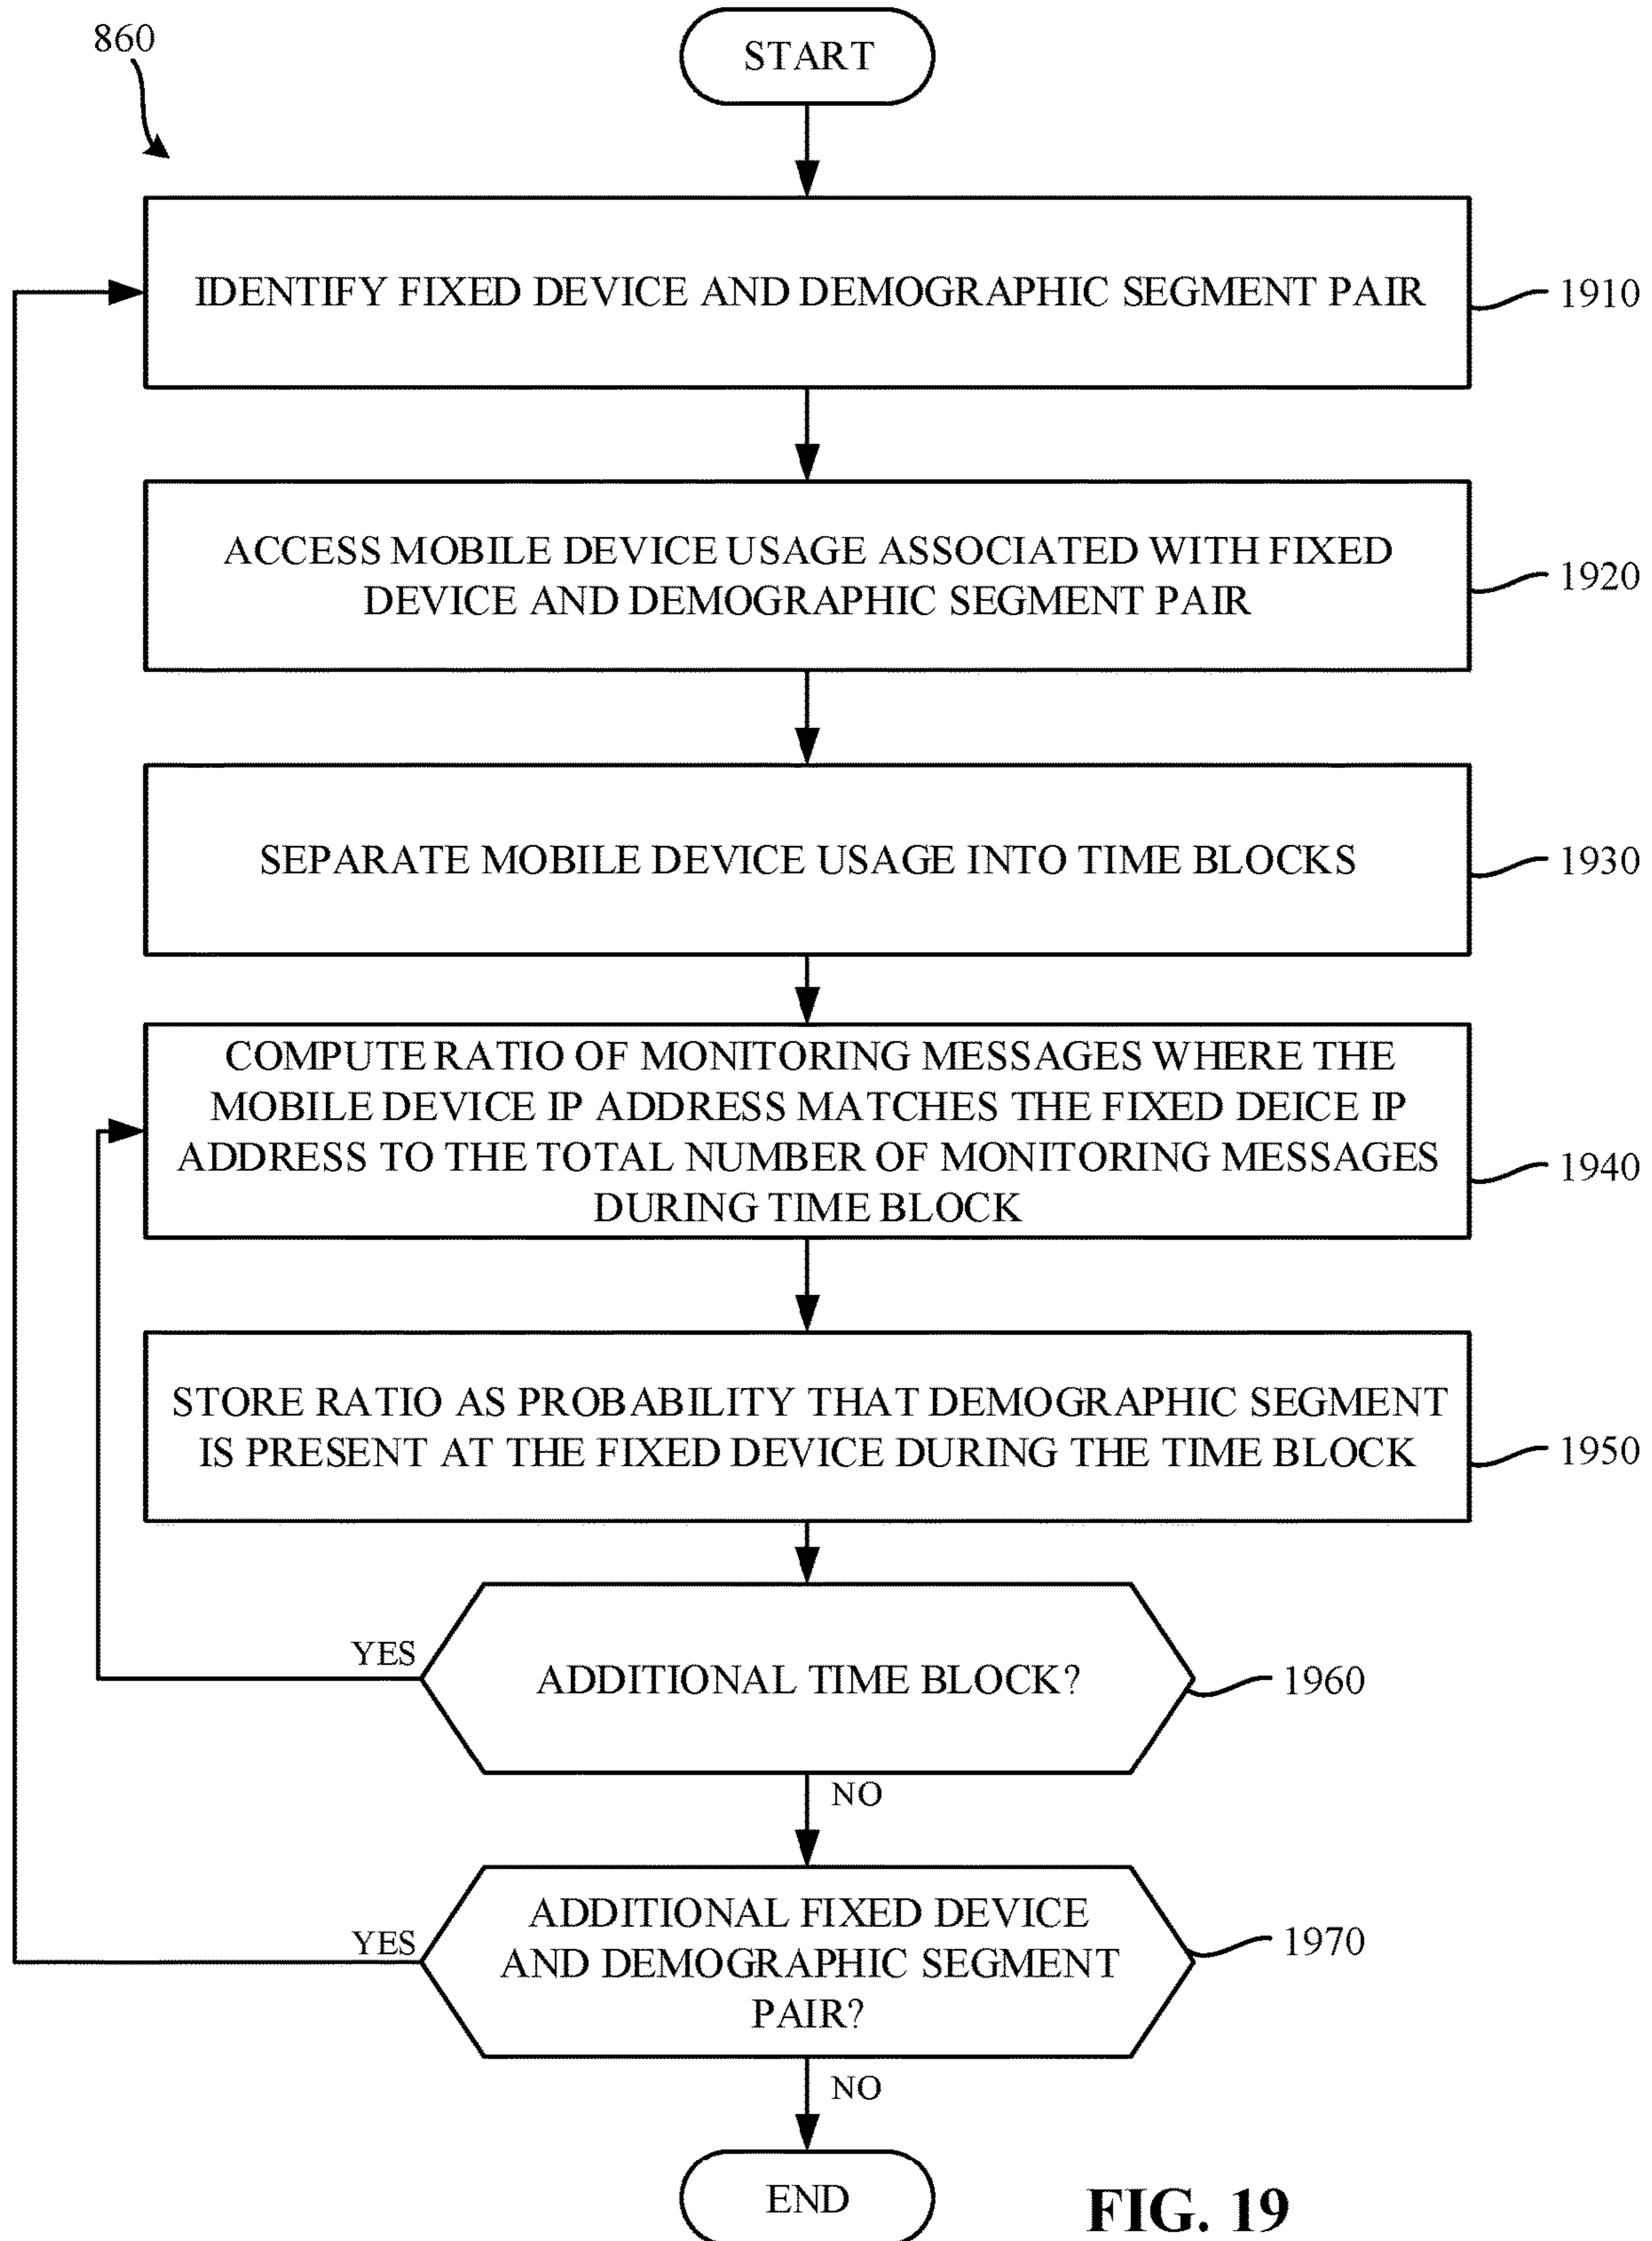 860
START
IDENTIFY FIXED DEVICE AND DEMOGRAPHIC SEGMENT PAIR
1910
ACCESS MOBILE DEVICE USAGE ASSOCIATED WITH FIXED
DEVICE AND DEMOGRAPHIC SEGMENT PAIR
1920
SEPARATE MOBILE DEVICE USAGE INTO TIME BLOCKS
1930
COMPUTE RATIO OF MONITORING MESSAGES WHERE THE
MOBILE DEVICE IP ADDRESS MATCHES THE FIXED DEICE IP
ADDRESS TO THE TOTAL NUMBER OF MONITORING MESSAGES
DURING TIME BLOCK
1940
STORE RATIO AS PROBABILITY THAT DEMOGRAPHIC SEGMENT
IS PRESENT AT THE FIXED DEVICE DURING THE TIME BLOCK
1950
YES
ADDITIONAL TIME BLOCK?
1960
NO
YES
ADDITIONAL FIXED DEVICE
AND DEMOGRAPHIC SEGMENT
PAIR?
1970
NO
END
FIG. 19